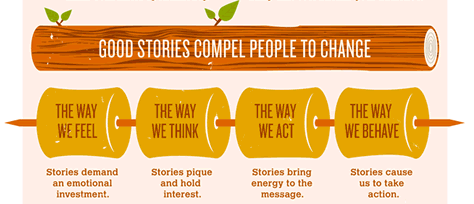 GOOD STORIES COMPEL PEOPLE TO CHANGE
THE WAY
WE FEEL
THE WAY
WE THINK
THE WAY
WE ACT
THE WAY
WE BEHAVE
Stories demand
an emotional
investment.
Stories pique
and hold
interest.
Stories bring
energy to the
message.
Stories cause
us to take
action.